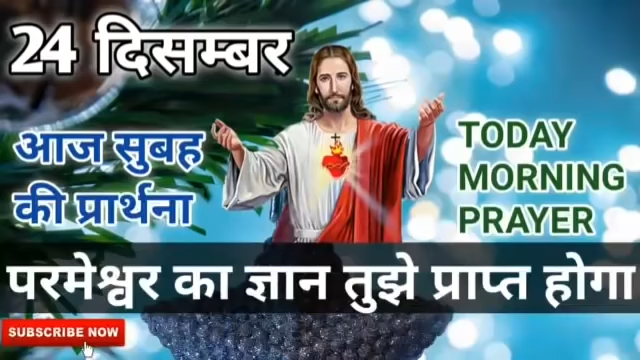 24 दिसम्बर
आज सुबह
की प्रार्थना
TODAY
MORNING
PRAYER
परमेश्वर का ज्ञान तुझे प्राप्त होगा
SUBSCRIBE NOW